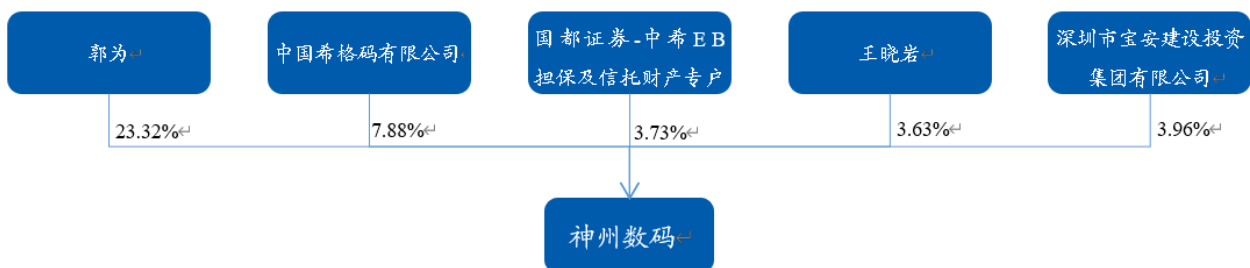 郭为
中国希格码有限公司
国都证券-中希EB
担保及信托财产专户
王晓岩
深圳市宝安建设投资
集团有限公司
23.32%
7.88%
3.73%
3.63%
3.96%
神州数码